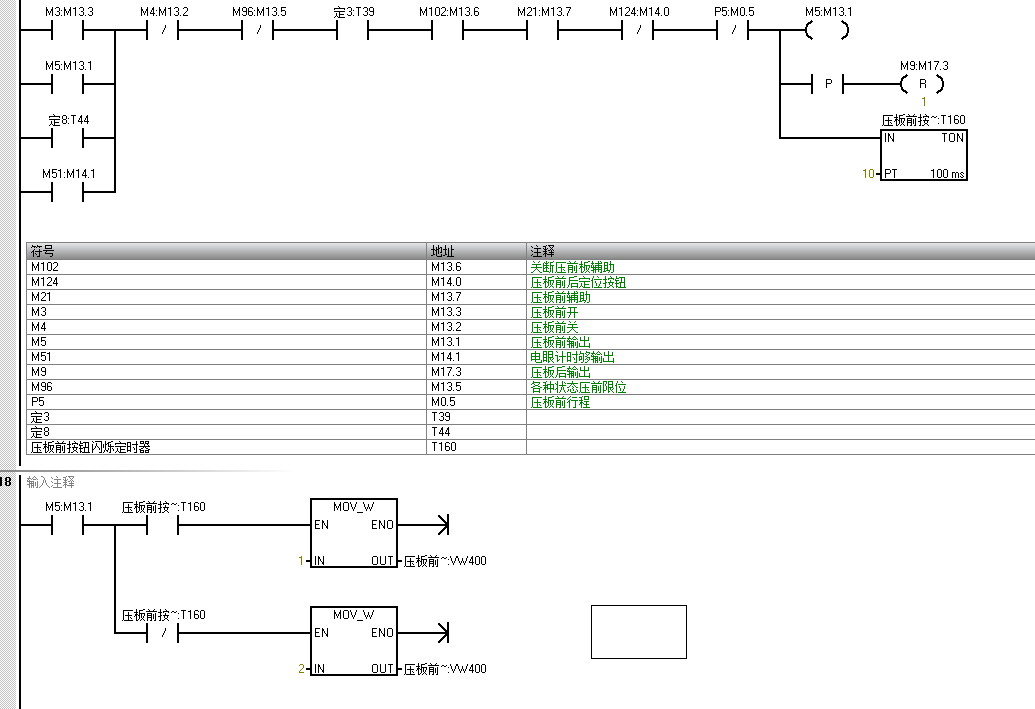 M3:M13.3 M4:M13.2 M96:M13.5 定3:T39 M102:M13.6 M21:M13.7 M124:M14.0 P5:M0.5 M5:M13.1
/ / / /
M5:M13.1 M9:M17.3
P R
1
定8:T44 压板前按~:T160
IN TON
M51:M14.1 10 PT 100 ms
符号 地址 注释
M102 M13.6 关断压前板辅助
M124 M14.0 压板前后定位按钮
M21 M13.7 压板前辅助
M3 M13.3 压板前开
M4 M13.2 压板前关
M5 M13.1 压板前输出
M51 M14.1 电眼计时够输出
M9 M17.3 压板后输出
M96 M13.5 各种状态压前限位
P5 M0.5 压板前行程
定3 T39
定8 T44
压板前按钮闪烁定时器 T160
18 输入注释
M5:M13.1 压板前按~:T160 MOV_W
EN ENO
1 IN OUT 压板前~:VW400
压板前按~:T160 MOV_W
/ EN ENO
2 IN OUT 压板前~:VW400